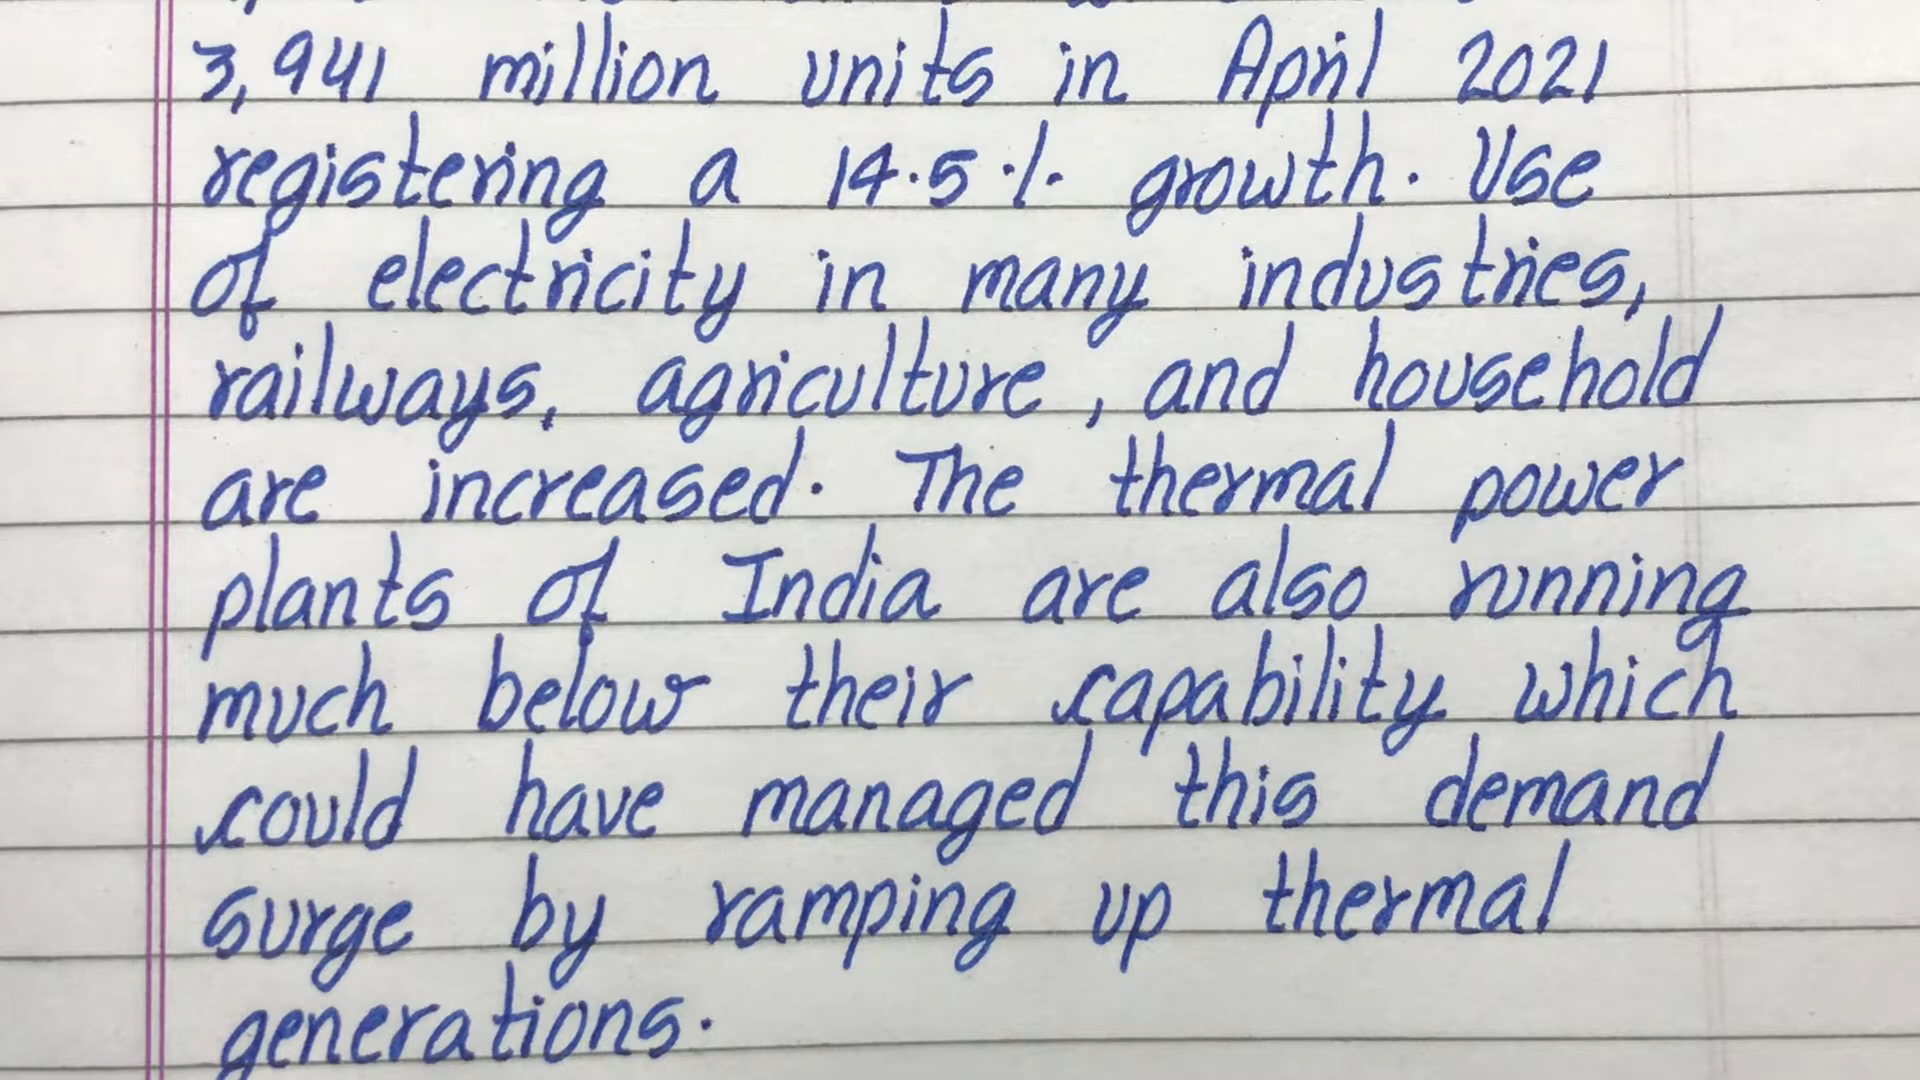 3,941 million units in April 2021
registering a 14.5% growth. Use
of electricity in many industries,
railways, agriculture, and household
are increased. The thermal power
plants of India are also running
much below their capability which
could have managed this demand
surge by ramping up thermal
generations.